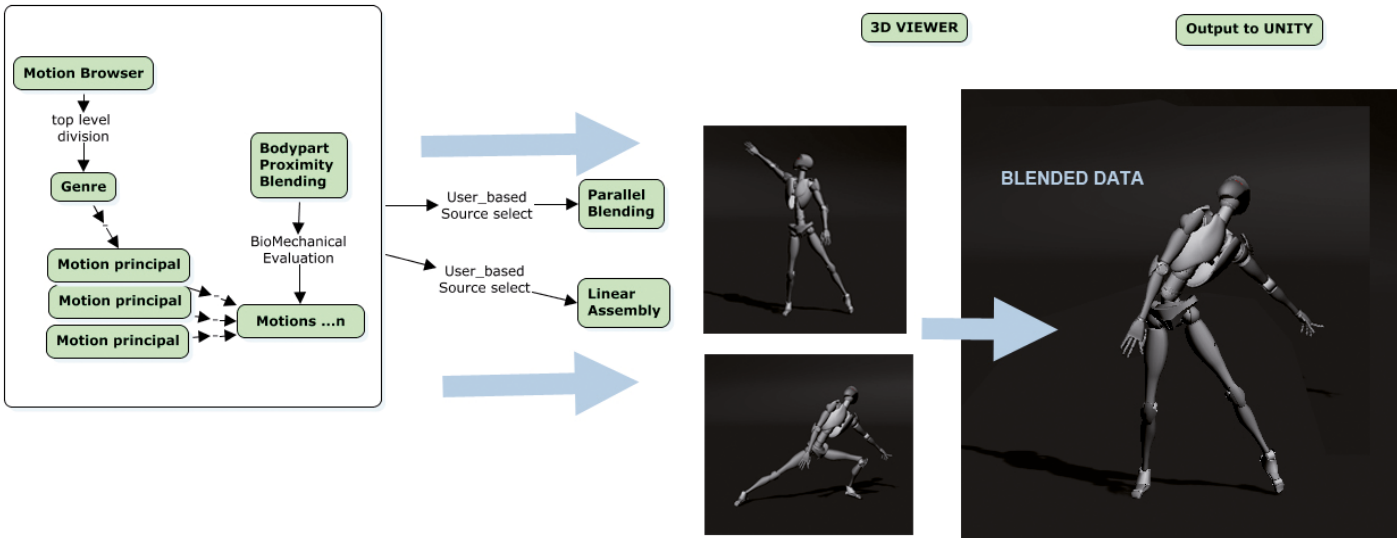 3D VIEWER
Output to UNITY
Motion Browser
top level
division
Genre
Motion principal
Motion principal
Motion principal
Bodypart
Proximity
Blending
BioMechanical
Evaluation
Motions ...n
User_based
Source select
Parallel
Blending
User_based
Source select
Linear
Assembly
BLENDED DATA